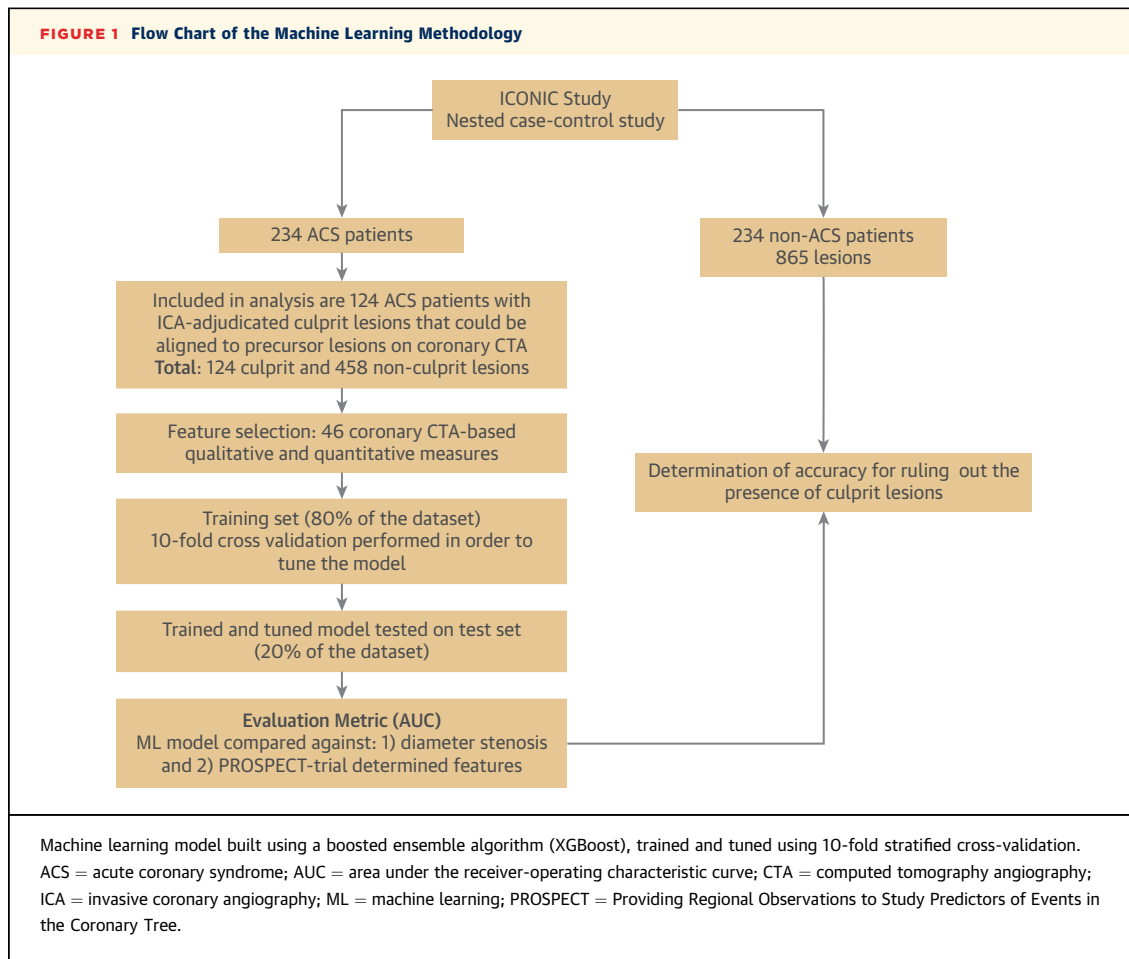 FIGURE 1 Flow Chart of the Machine Learning Methodology
ICONIC Study
Nested case-control study
234 ACS patients
234 non-ACS patients
865 lesions
Included in analysis are 124 ACS patients with
ICA-adjudicated culprit lesions that could be
aligned to precursor lesions on coronary CTA
Total: 124 culprit and 458 non-culprit lesions
Feature selection: 46 coronary CTA-based
qualitative and quantitative measures
Determination of accuracy for ruling out the
presence of culprit lesions
Training set (80% of the dataset)
10-fold cross validation performed in order to
tune the model
Trained and tuned model tested on test set
(20% of the dataset)
Evaluation Metric (AUC)
ML model compared against: 1) diameter stenosis
and 2) PROSPECT-trial determined features
Machine learning model built using a boosted ensemble algorithm (XGBoost), trained and tuned using 10-fold stratified cross-validation.
ACS = acute coronary syndrome; AUC = area under the receiver-operating characteristic curve; CTA = computed tomography angiography;
ICA = invasive coronary angiography; ML = machine learning; PROSPECT = Providing Regional Observations to Study Predictors of Events in
the Coronary Tree.